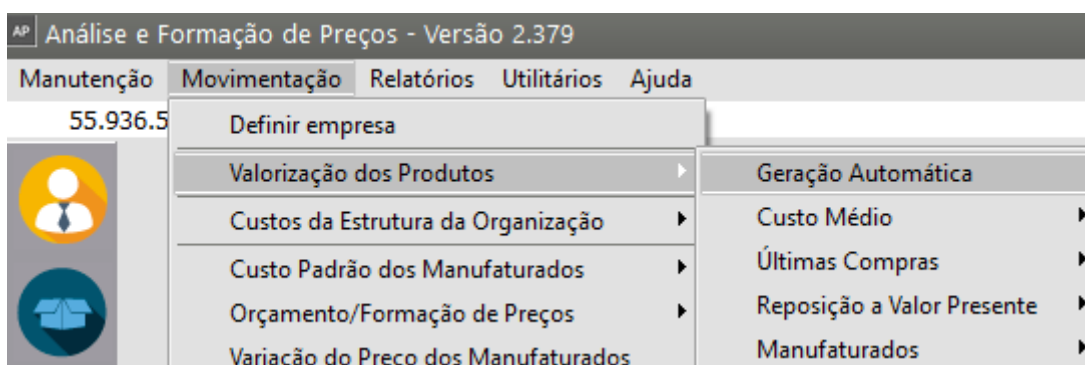 AP Análise e Formação de Preços - Versão 2.379
Manutenção Movimentação Relatórios Utilitários Ajuda
55.936.5
Definir empresa
Valorização dos Produtos
Custos da Estrutura da Organização
Custo Padrão dos Manufaturados
Orçamento/Formação de Preços
Variação do Preço dos Manufaturados
Geração Automática
Custo Médio
Últimas Compras
Reposição a Valor Presente
Manufaturados